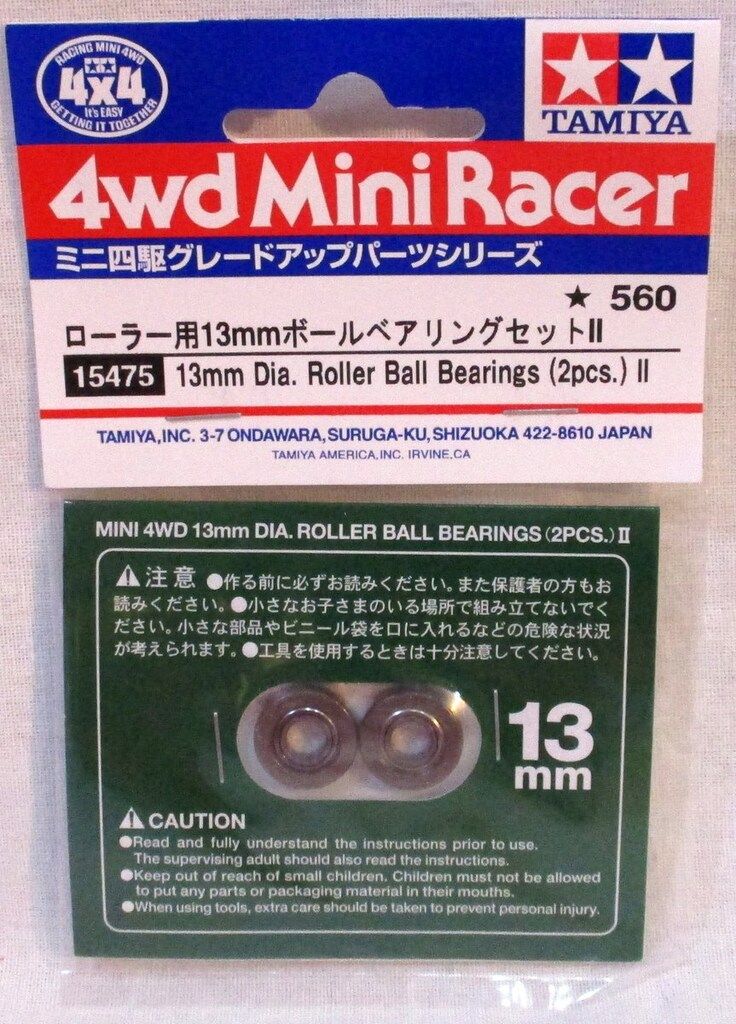 RACING MINI 4WD
4x4
It's EASY
GETTING IT TOGETHER
TAMIYA
4wd Mini Racer
ミニ四駆グレードアップパーツシリーズ
★ 560
ローラー用13mmボールベアリングセットII
15475 13mm Dia. Roller Ball Bearings (2pcs.) II
TAMIYA,INC. 3-7 ONDAWARA, SURUGA-KU, SHIZUOKA 422-8610 JAPAN
TAMIYA AMERICA,INC. IRVINE,CA
MINI 4WD 13mm DIA. ROLLER BALL BEARINGS (2PCS.) II
⚠注意 ●作る前に必ずお読みください。また保護者の方もお
読みください。●小さなお子さまのいる場所で組み立てないでく
ださい。小さな部品やビニール袋を口に入れるなどの危険な状況
が考えられます。●工具を使用するときは十分注意してください。
13
mm
⚠CAUTION
●Read and fully understand the instructions prior to use.
The supervising adult should also read the instructions.
●Keep out of reach of small children. Children must not be allowed
to put any parts or packaging material in their mouths.
●When using tools, extra care should be taken to prevent personal injury.